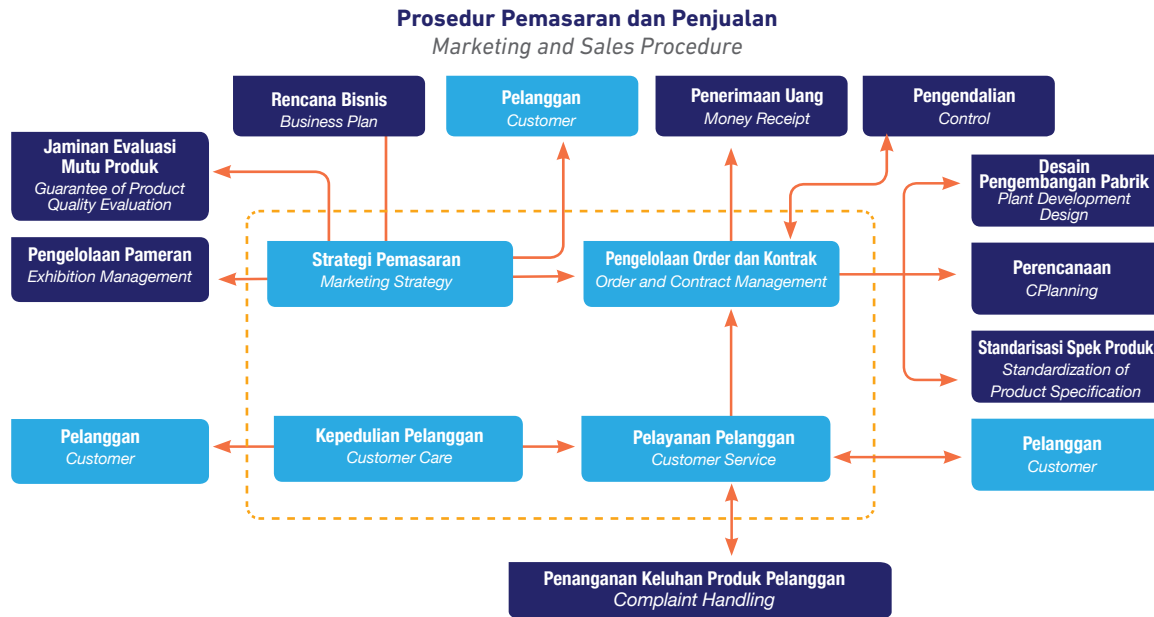 Prosedur Pemasaran dan Penjualan
Marketing and Sales Procedure
Rencana Bisnis
Business Plan
Pelanggan
Customer
Penerimaan Uang
Money Receipt
Pengendalian
Control
Jaminan Evaluasi
Mutu Produk
Guarantee of Product
Quality Evaluation
Desain
Pengembangan Pabrik
Plant Development
Design
Pengelolaan Pameran
Exhibition Management
Strategi Pemasaran
Marketing Strategy
Pengelolaan Order dan Kontrak
Order and Contract Management
Perencanaan
CPlanning
Standarisasi Spek Produk
Standardization of
Product Specification
Pelanggan
Customer
Kepedulian Pelanggan
Customer Care
Pelayanan Pelanggan
Customer Service
Pelanggan
Customer
Penanganan Keluhan Produk Pelanggan
Complaint Handling